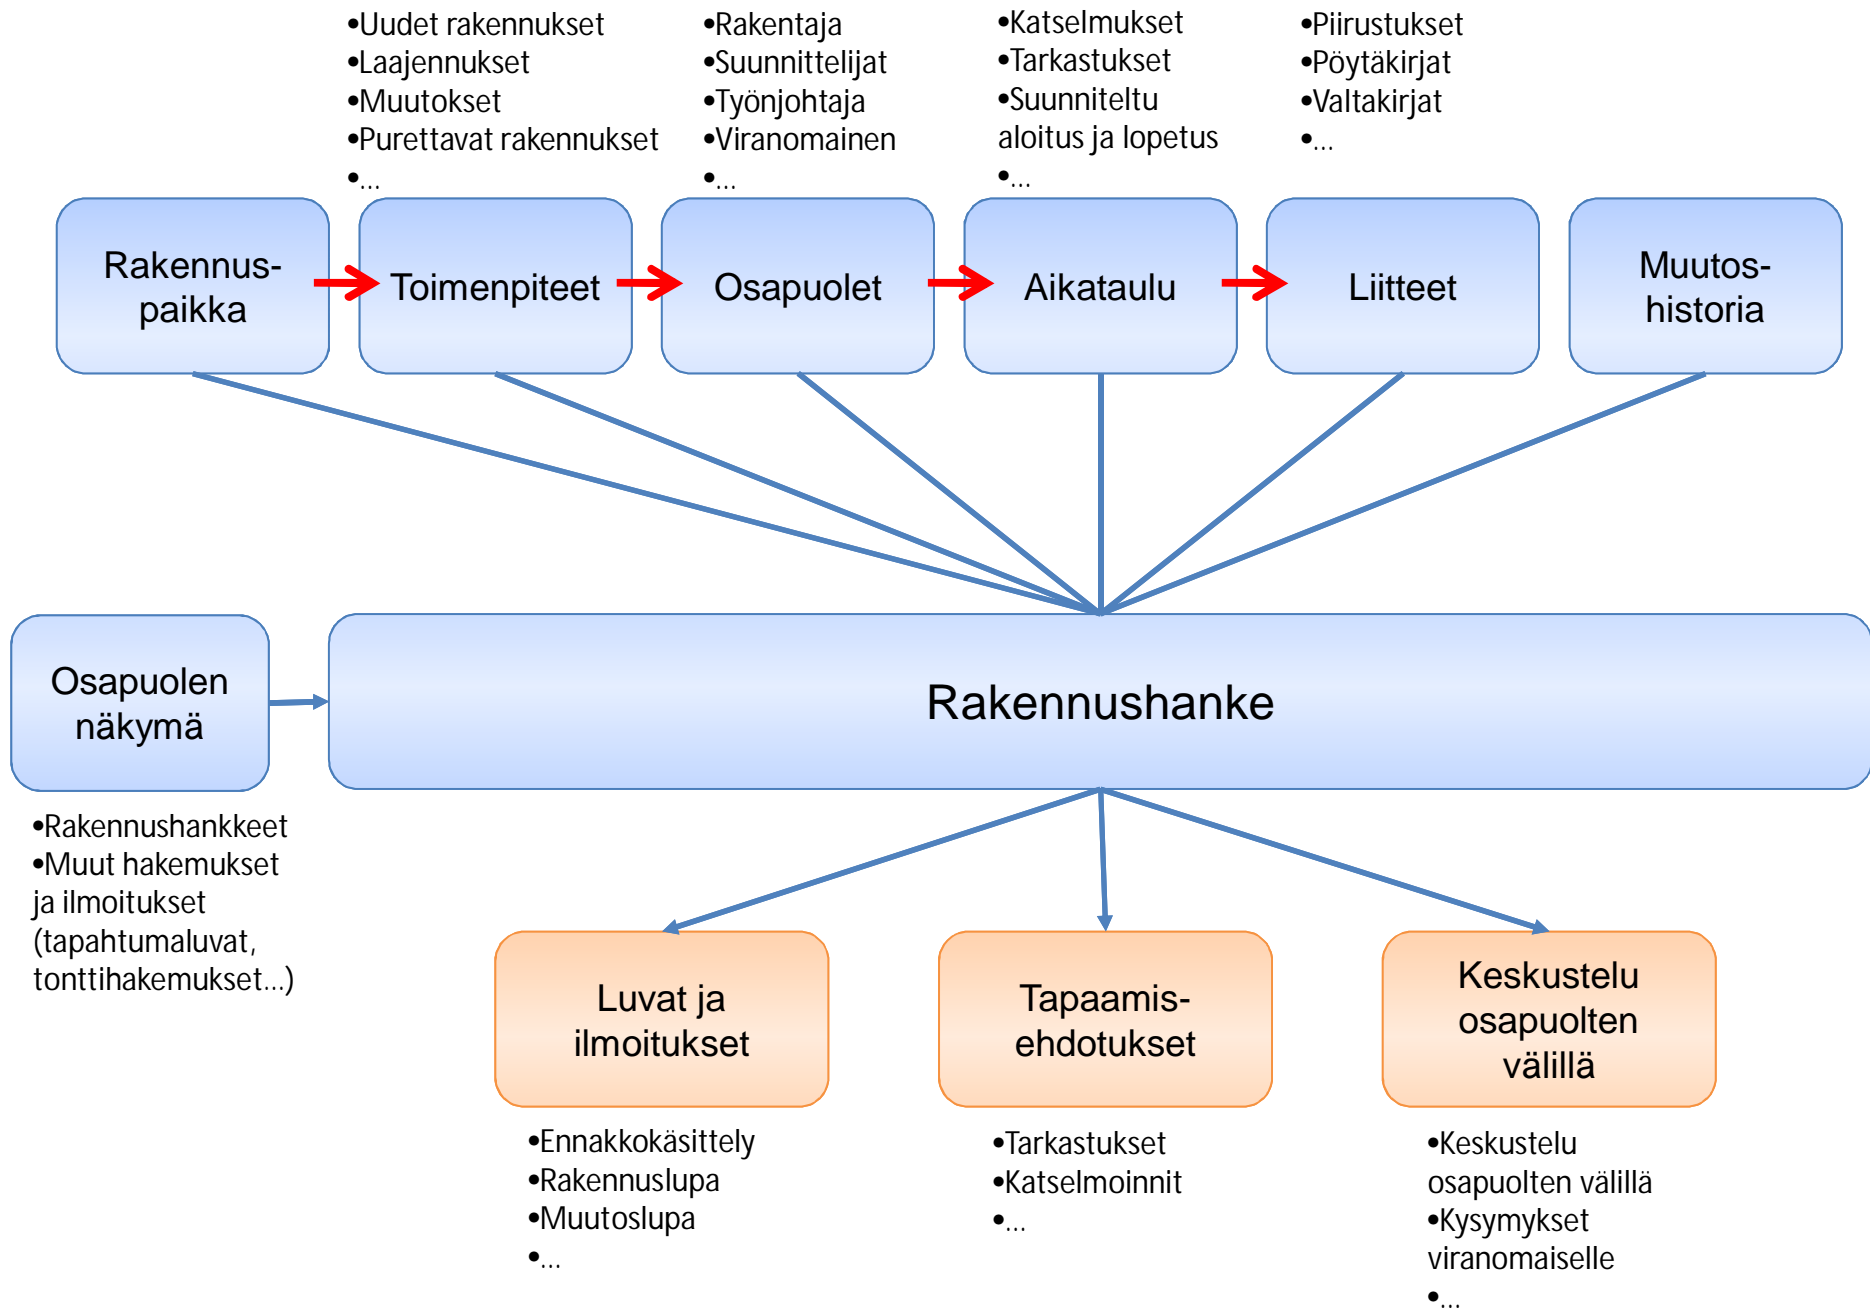 •Uudet rakennukset
•Laajennukset
•Muutokset
•Purettavat rakennukset
•...
•Rakentaja
•Suunnittelijat
•Työnjohtaja
•Viranomainen
•...
•Katselmukset
•Tarkastukset
•Suunniteltu
aloitus ja lopetus
•...
•Piirustukset
•Pöytäkirjat
•Valtakirjat
•...
Rakennus-
paikka
Toimenpiteet
Osapuolet
Aikataulu
Liitteet
Muutos-
historia
Osapuolen
näkymä
Rakennushanke
•Rakennushankkeet
•Muut hakemukset
ja ilmoitukset
(tapahtumaluvat,
tonttihakemukset...)
Luvat ja
ilmoitukset
Tapaamis-
ehdotukset
Keskustelu
osapuolten
välillä
•Ennakkokäsittely
•Rakennuslupa
•Muutoslupa
•...
•Tarkastukset
•Katselmoinnit
•...
•Keskustelu
osapuolten välillä
•Kysymykset
viranomaiselle
•...